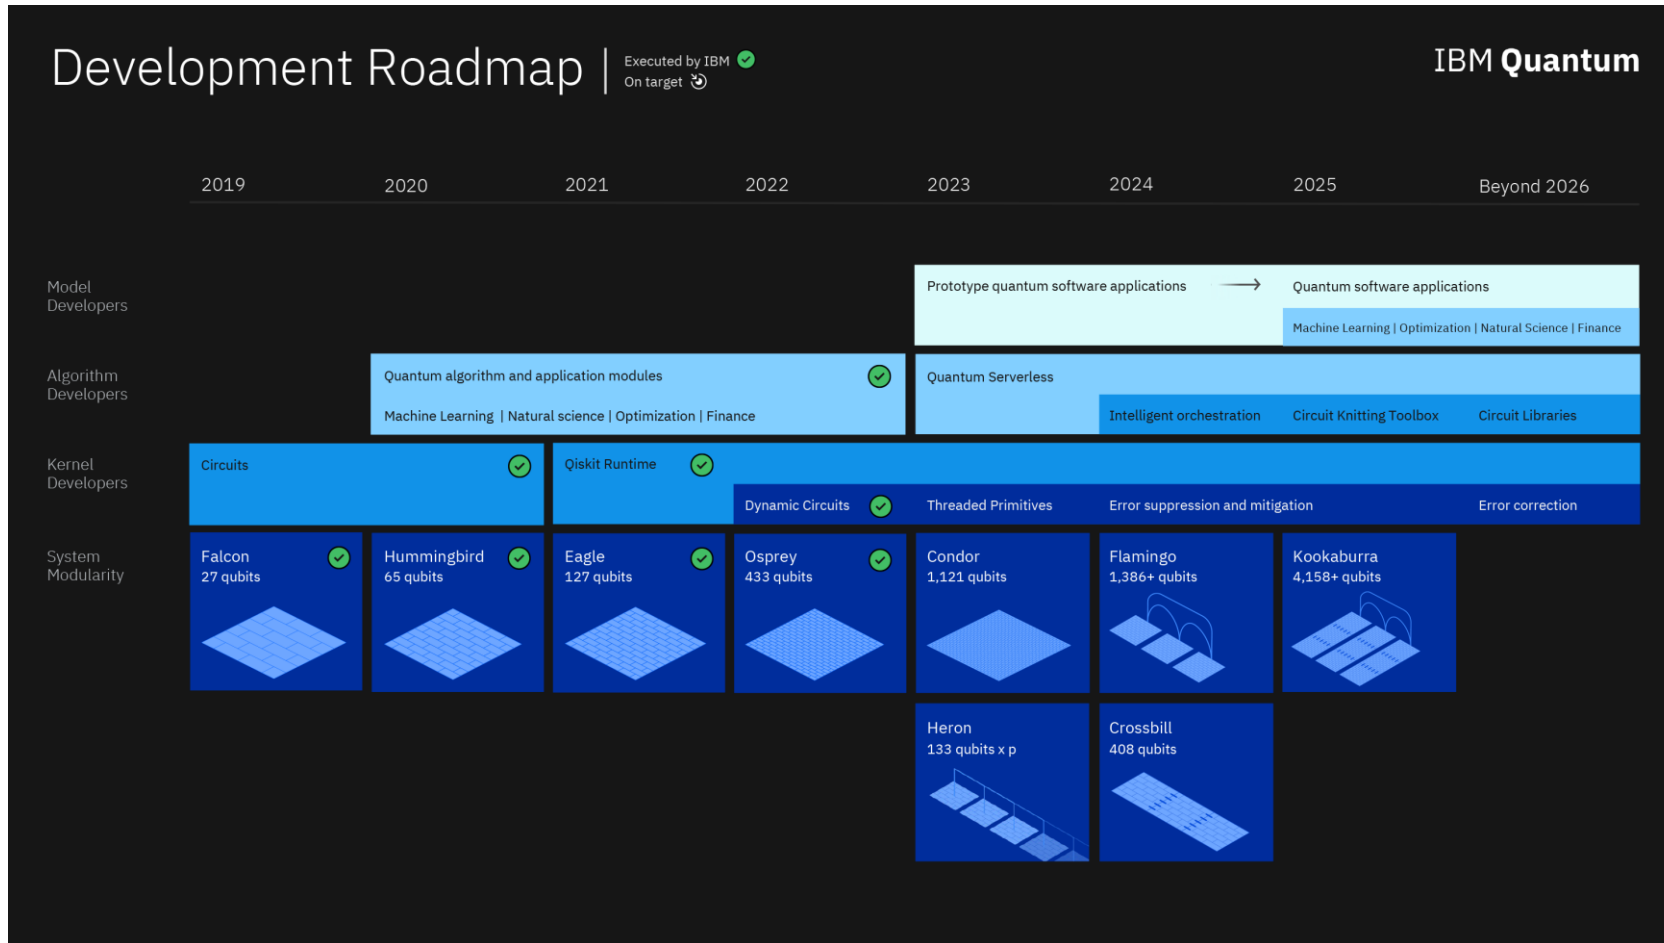 Development Roadmap
Executed by IBM
On target
IBM Quantum
2019
2020
2021
2022
2023
2024
2025
Beyond 2026
Model
Developers
Prototype quantum software applications
Quantum software applications
Machine Learning | Optimization | Natural Science | Finance
Algorithm
Developers
Quantum algorithm and application modules
Machine Learning | Natural science | Optimization | Finance
Quantum Serverless
Intelligent orchestration
Circuit Knitting Toolbox
Circuit Libraries
Kernel
Developers
Circuits
Qiskit Runtime
Dynamic Circuits
Threaded Primitives
Error suppression and mitigation
Error correction
System
Modularity
Falcon
27 qubits
Hummingbird
65 qubits
Eagle
127 qubits
Osprey
433 qubits
Condor
1,121 qubits
Flamingo
1,386+ qubits
Kookaburra
4,158+ qubits
Heron
133 qubits x p
Crossbill
408 qubits